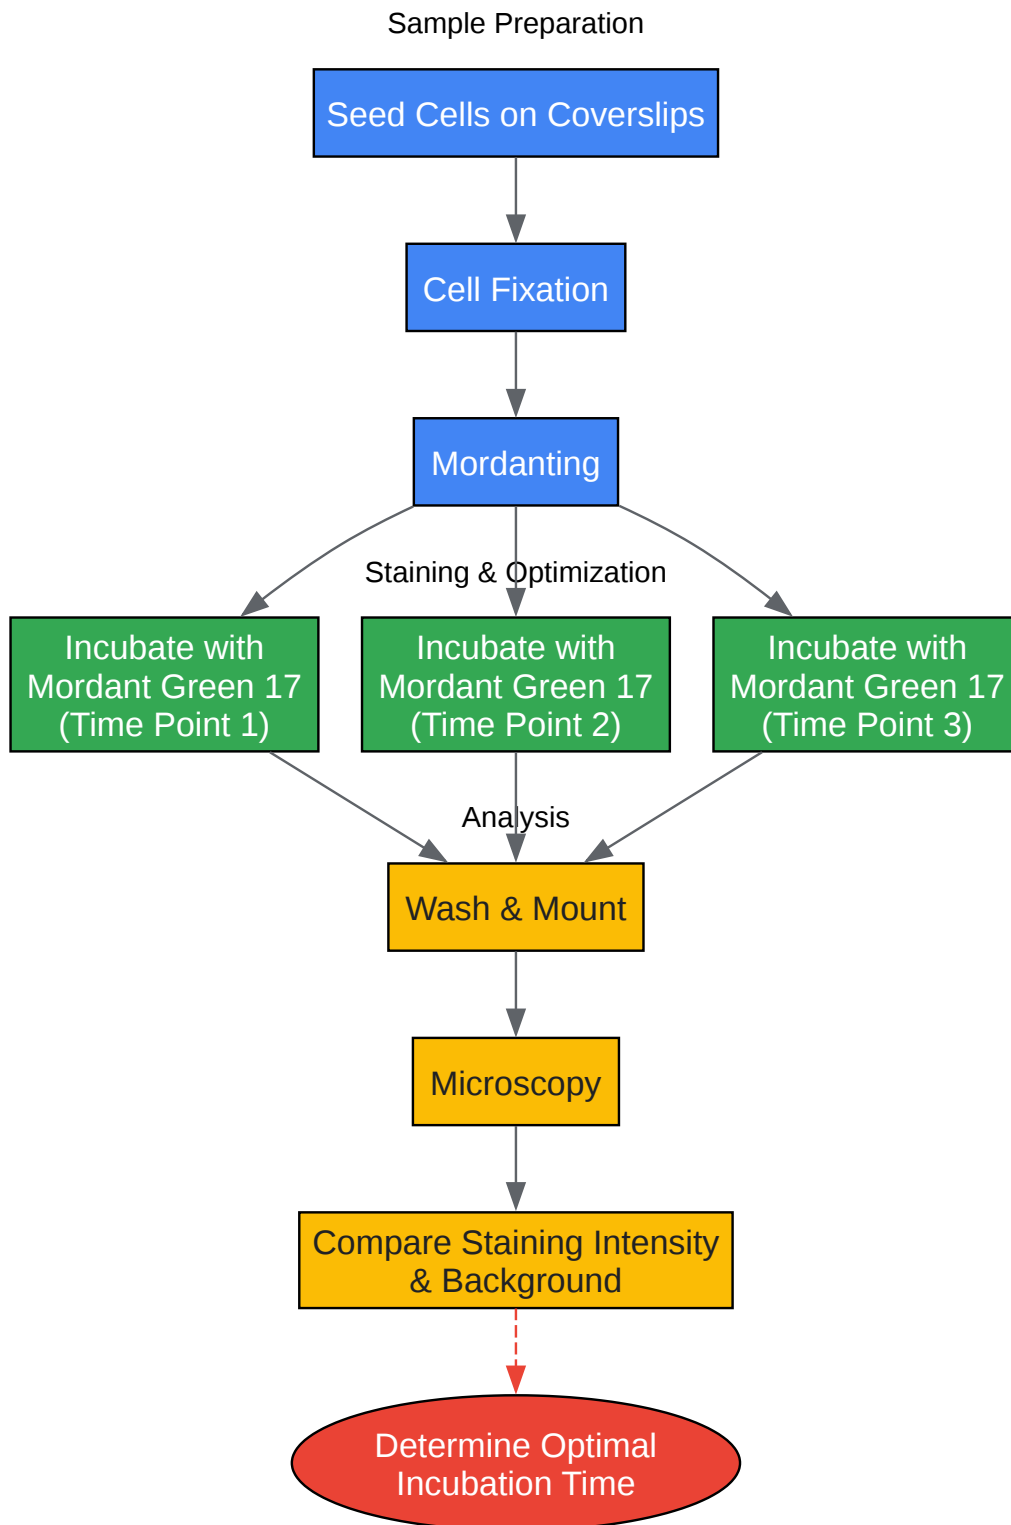 Sample Preparation
Seed Cells on Coverslips
Cell Fixation
Mordanting
Staining & Optimization
Incubate with
Mordant Green 17
(Time Point 1)
Incubate with
Mordant Green 17
(Time Point 2)
Incubate with
Mordant Green 17
(Time Point 3)
Analysis
Wash & Mount
Microscopy
Compare Staining Intensity
& Background
Determine Optimal
Incubation Time